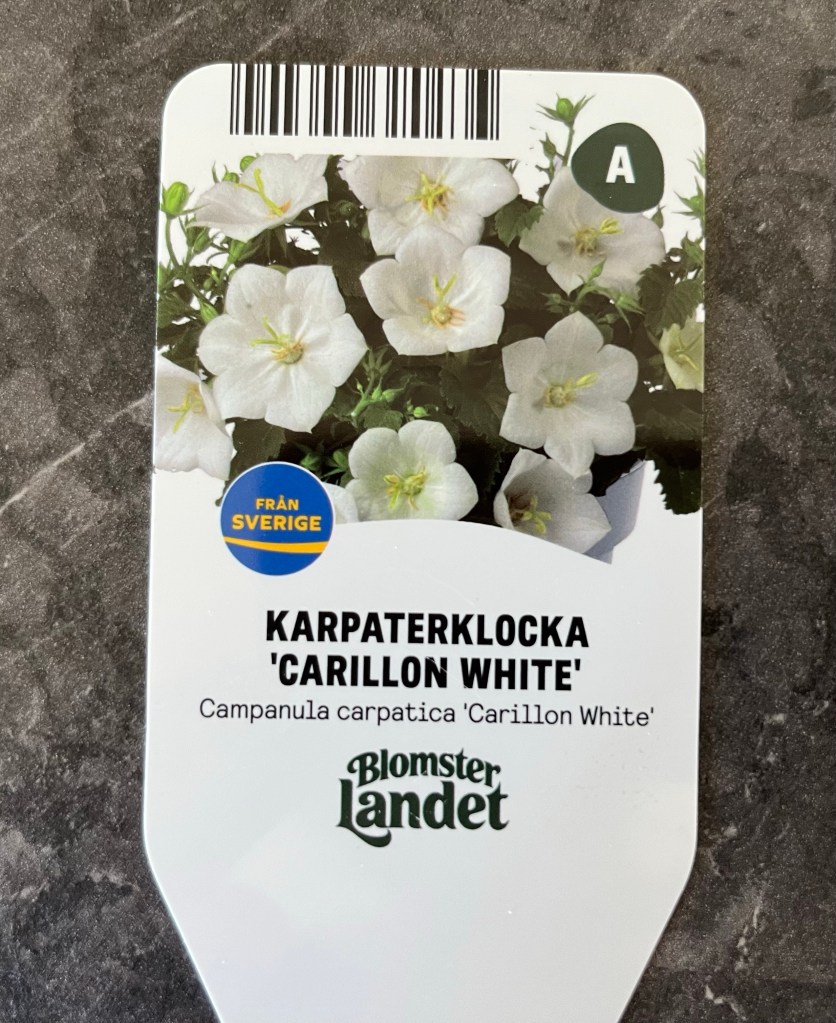 A
FRÅN
SVERIGE
KARPATERKLOCKA
'CARILLON WHITE'
Campanula carpatica 'Carillon White'
Blomster
Landet